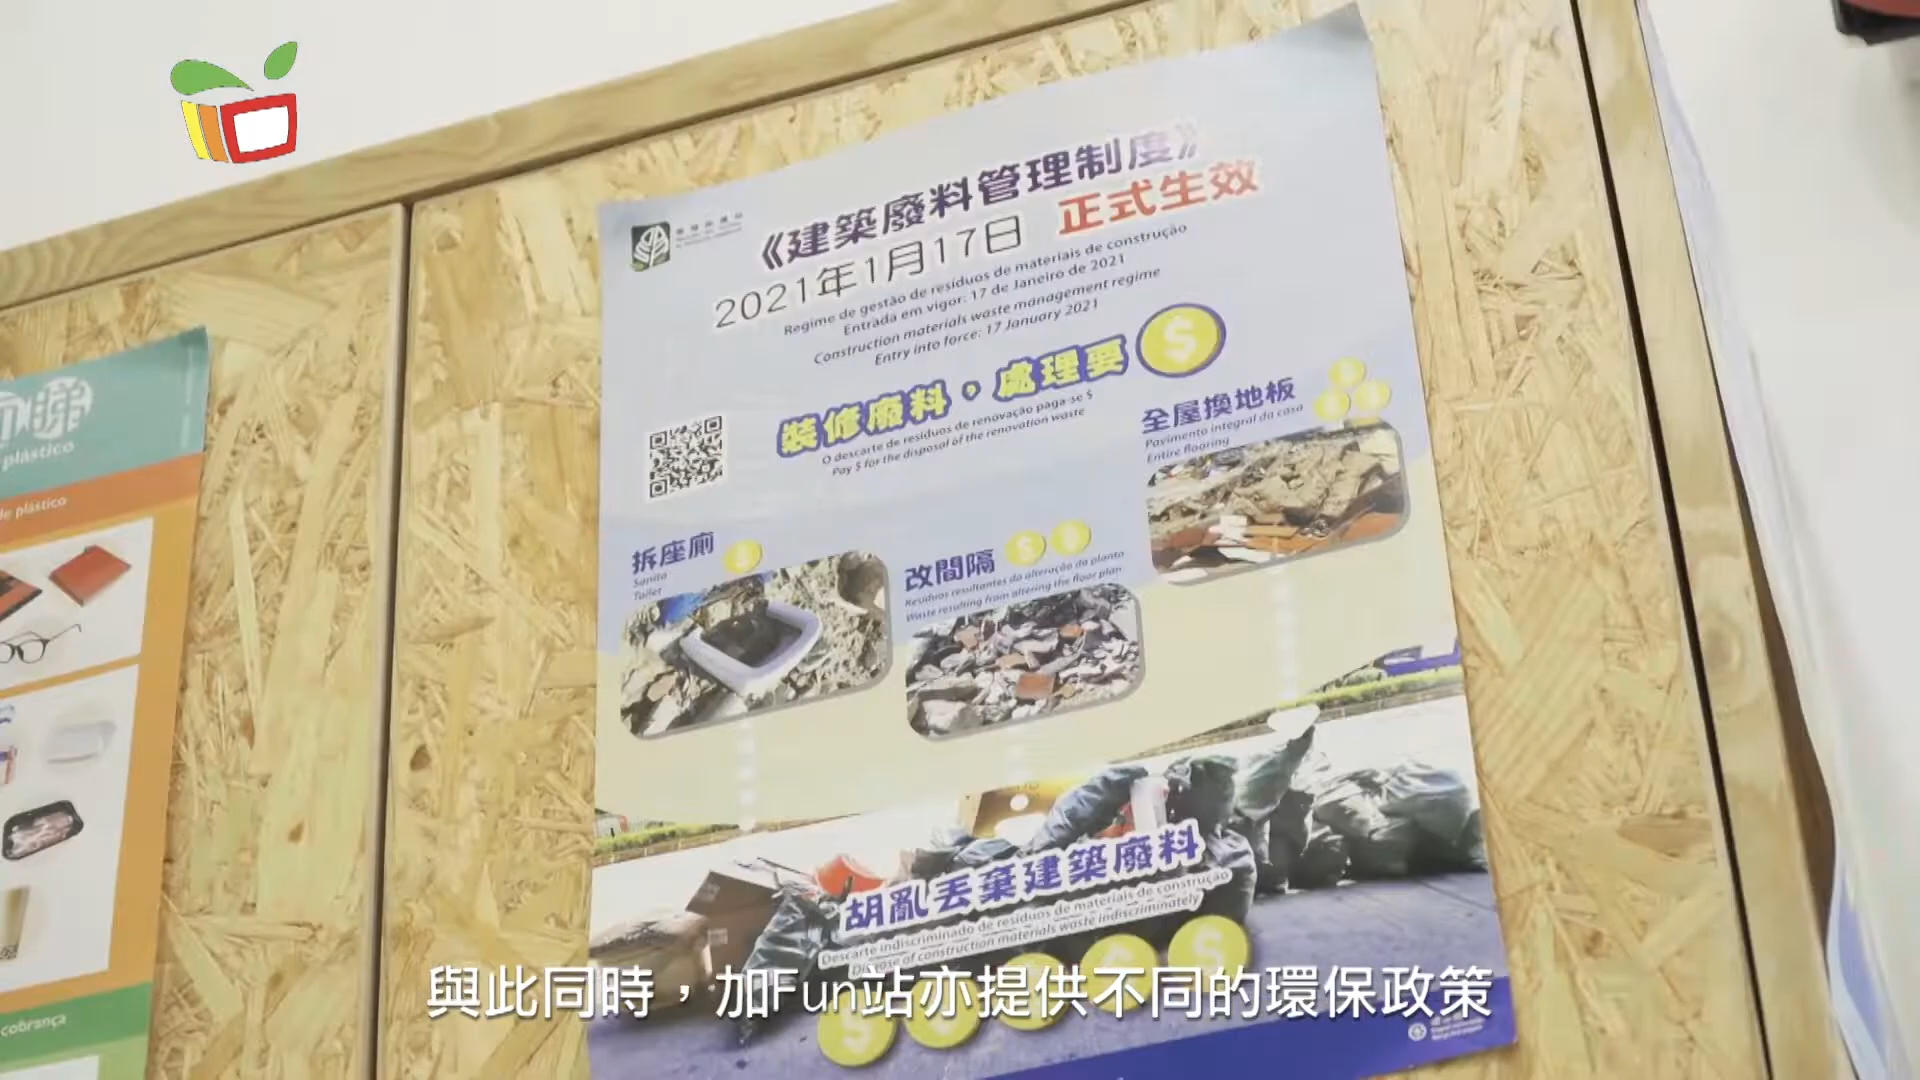 《建築廢料管理制度》
2021年1月17日 正式生效
Regime de gestão de resíduos de materiais de construção
Entrada em vigor: 17 de Janeiro de 2021
Construction materials waste management regime
Entry into force: 17 January 2021
裝修廢料，處理要 $
O descarte de resíduos de renovação paga-se $
Pay $ for the disposal of the renovation waste
全屋換地板
Pavimento integral da casa
Entire flooring
拆座廁
Sanita
Toilet
改間隔
Resíduos resultantes da alteração da planta
Waste resulting from altering the floor plan
胡亂丟棄建築廢料
Descarte indiscriminado de resíduos de materiais de construção
Dispose of construction materials waste indiscriminately
plástico
de plástico
cobrança
與此同時，加Fun站亦提供不同的環保政策